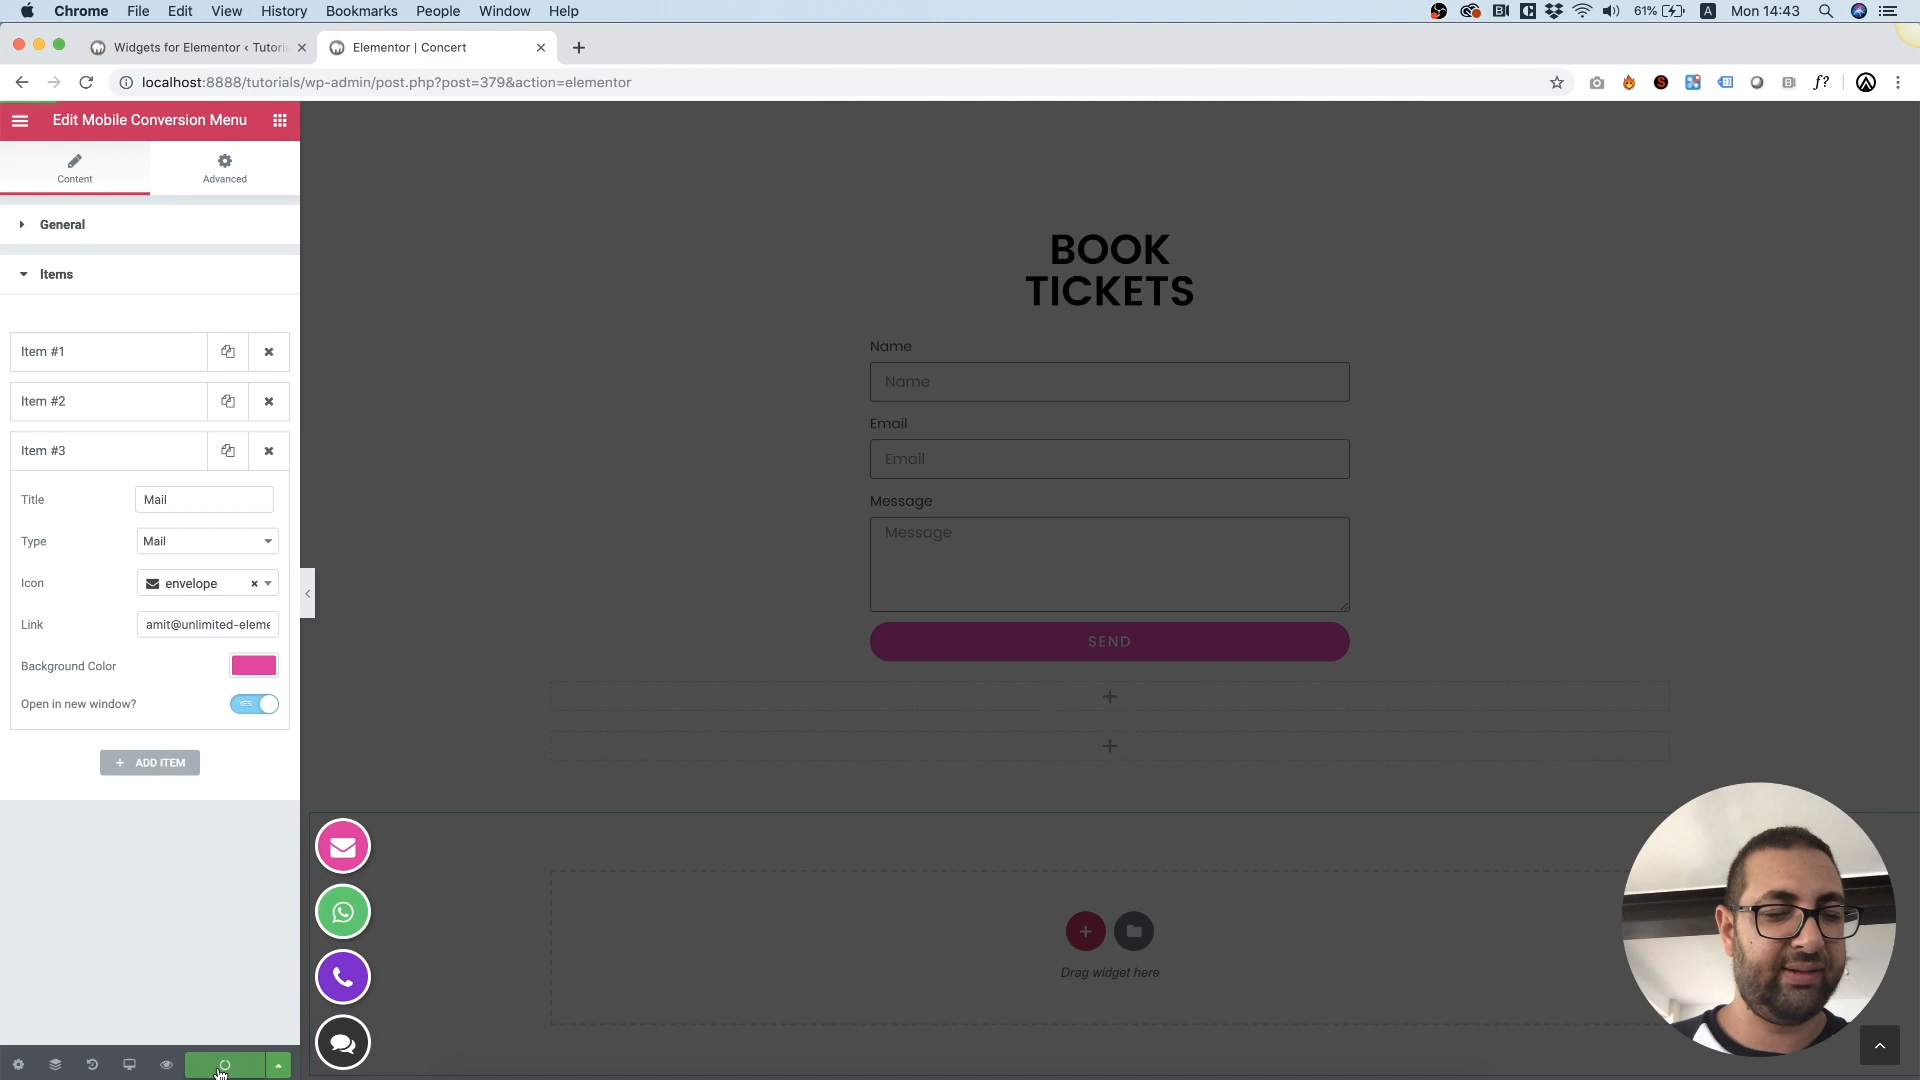 Chrome File Edit View History Bookmarks People Window Help
61% A Mon 14:43
Widgets for Elementor ‹ Tutori
Elementor | Concert
localhost:8888/tutorials/wp-admin/post.php?post=379&action=elementor
f?
Edit Mobile Conversion Menu
Content
Advanced
General
Items
Item #1
Item #2
Item #3
Title
Mail
Type
Mail
Icon
envelope
Link
amit@unlimited-eleme
Background Color
Open in new window?
YES
ADD ITEM
BOOK
TICKETS
Name
Name
Email
Email
Message
Message
SEND
Drag widget here